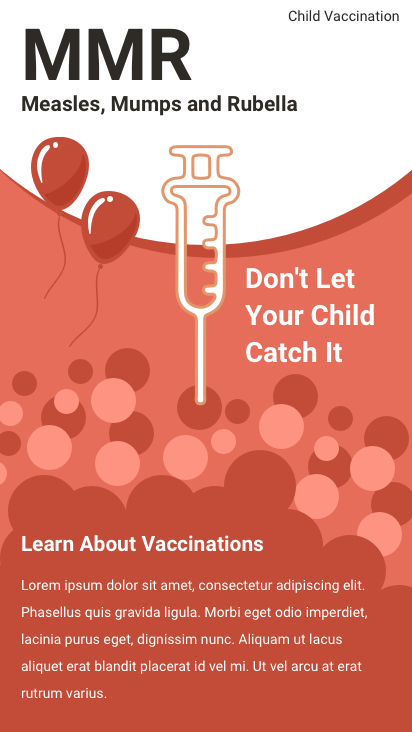 Child Vaccination
MMR
Measles, Mumps and Rubella
Don't Let
Your Child
Catch It
Learn About Vaccinations
Lorem ipsum dolor sit amet, consectetur adipiscing elit.
Phasellus quis gravida ligula. Morbi eget odio imperdiet,
lacinia purus eget, dignissim nunc. Aliquam ut lacus
aliquet erat blandit placerat id vel mi. Ut vel arcu at erat
rutrum varius.